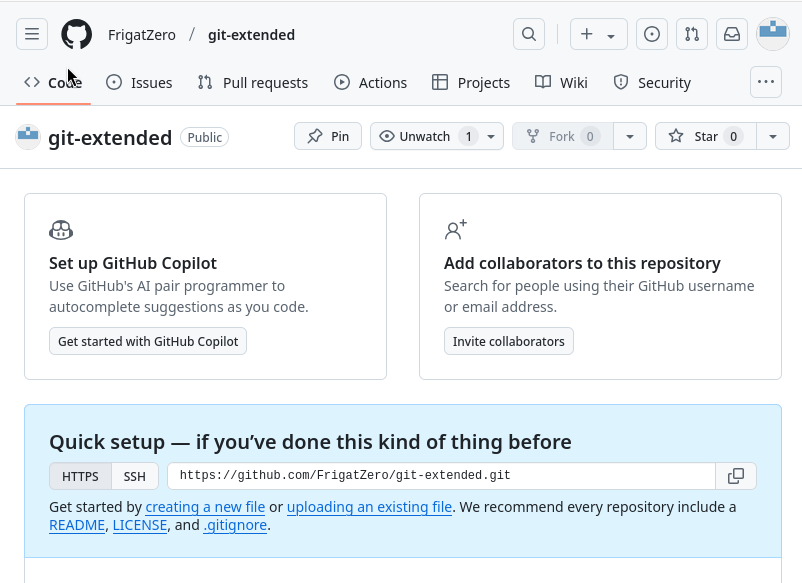 FrigatZero / git-extended
Code Issues Pull requests Actions Projects Wiki Security
git-extended Public Pin Unwatch 1 Fork 0 Star 0
Set up GitHub Copilot
Use GitHub's AI pair programmer to
autocomplete suggestions as you code.
Get started with GitHub Copilot
Add collaborators to this repository
Search for people using their GitHub username
or email address.
Invite collaborators
Quick setup — if you’ve done this kind of thing before
HTTPS SSH https://github.com/FrigatZero/git-extended.git
Get started by creating a new file or uploading an existing file. We recommend every repository include a
README, LICENSE, and .gitignore.